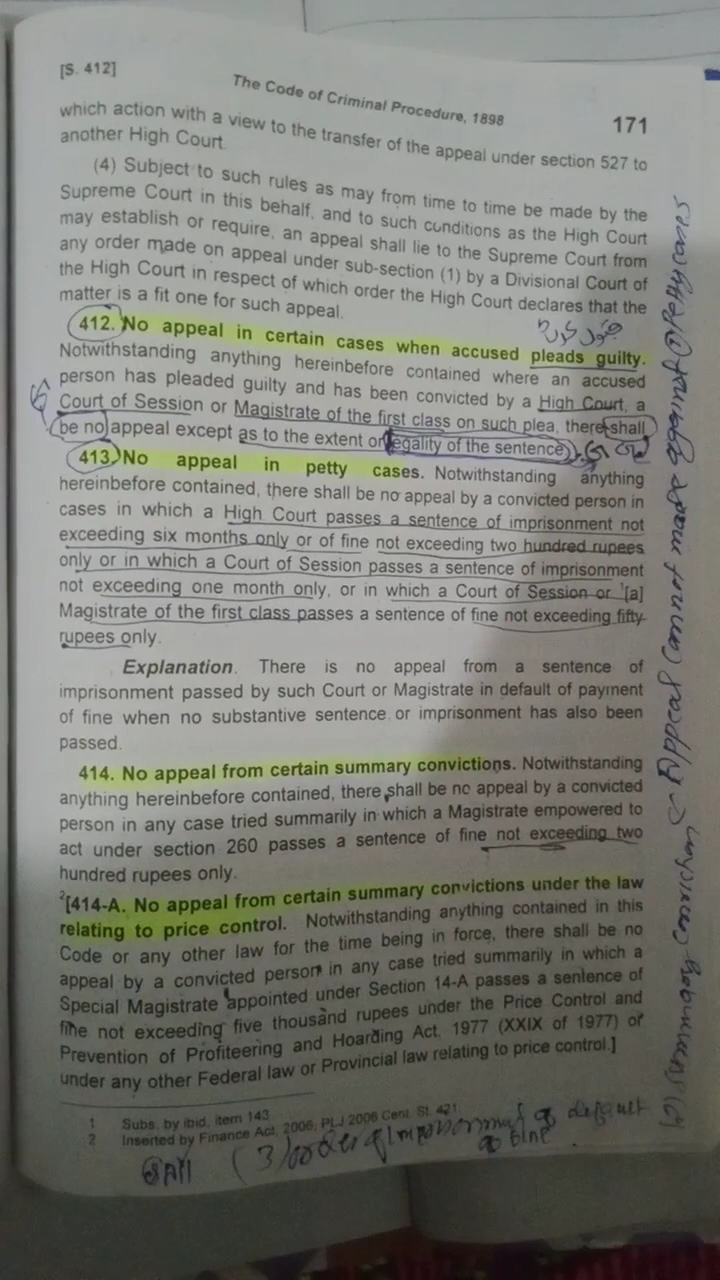 [S. 412]
The Code of Criminal Procedure, 1898
171
which action with a view to the transfer of the appeal under section 527 to
another High Court.
(4) Subject to such rules as may from time to time be made by the
Supreme Court in this behalf, and to such conditions as the High Court
may establish or require, an appeal shall lie to the Supreme Court from
any order made on appeal under sub-section (1) by a Divisional Court of
the High Court in respect of which order the High Court declares that the
matter is a fit one for such appeal.
412. No appeal in certain cases when accused pleads guilty.
Notwithstanding anything hereinbefore contained where an accused
person has pleaded guilty and has been convicted by a High Court, a
Court of Session or Magistrate of the first class on such plea, there shall
be no appeal except as to the extent or legality of the sentence.
413. No appeal in petty cases. Notwithstanding anything
hereinbefore contained, there shall be no appeal by a convicted person in
cases in which a High Court passes a sentence of imprisonment not
exceeding six months only or of fine not exceeding two hundred rupees
only or in which a Court of Session passes a sentence of imprisonment
not exceeding one month only, or in which a Court of Session or 1[a]
Magistrate of the first class passes a sentence of fine not exceeding fifty
rupees only.
Explanation. There is no appeal from a sentence of
imprisonment passed by such Court or Magistrate in default of payment
of fine when no substantive sentence or imprisonment has also been
passed.
414. No appeal from certain summary convictions. Notwithstanding
anything hereinbefore contained, there shall be no appeal by a convicted
person in any case tried summarily in which a Magistrate empowered to
act under section 260 passes a sentence of fine not exceeding two
hundred rupees only.
2[414-A. No appeal from certain summary convictions under the law
relating to price control. Notwithstanding anything contained in this
Code or any other law for the time being in force, there shall be no
appeal by a convicted person in any case tried summarily in which a
Special Magistrate appointed under Section 14-A passes a sentence of
fine not exceeding five thousand rupees under the Price Control and
Prevention of Profiteering and Hoarding Act, 1977 (XXIX of 1977) or
under any other Federal law or Provincial law relating to price control.]
1 Subs. by ibid, item 143
2 Inserted by Finance Act, 2006; PLJ 2006 Cent. St. 421
(3) order of imprisonment of default
of fine
Appeal cannot made against (1) Petty cases
(2) summary conviction